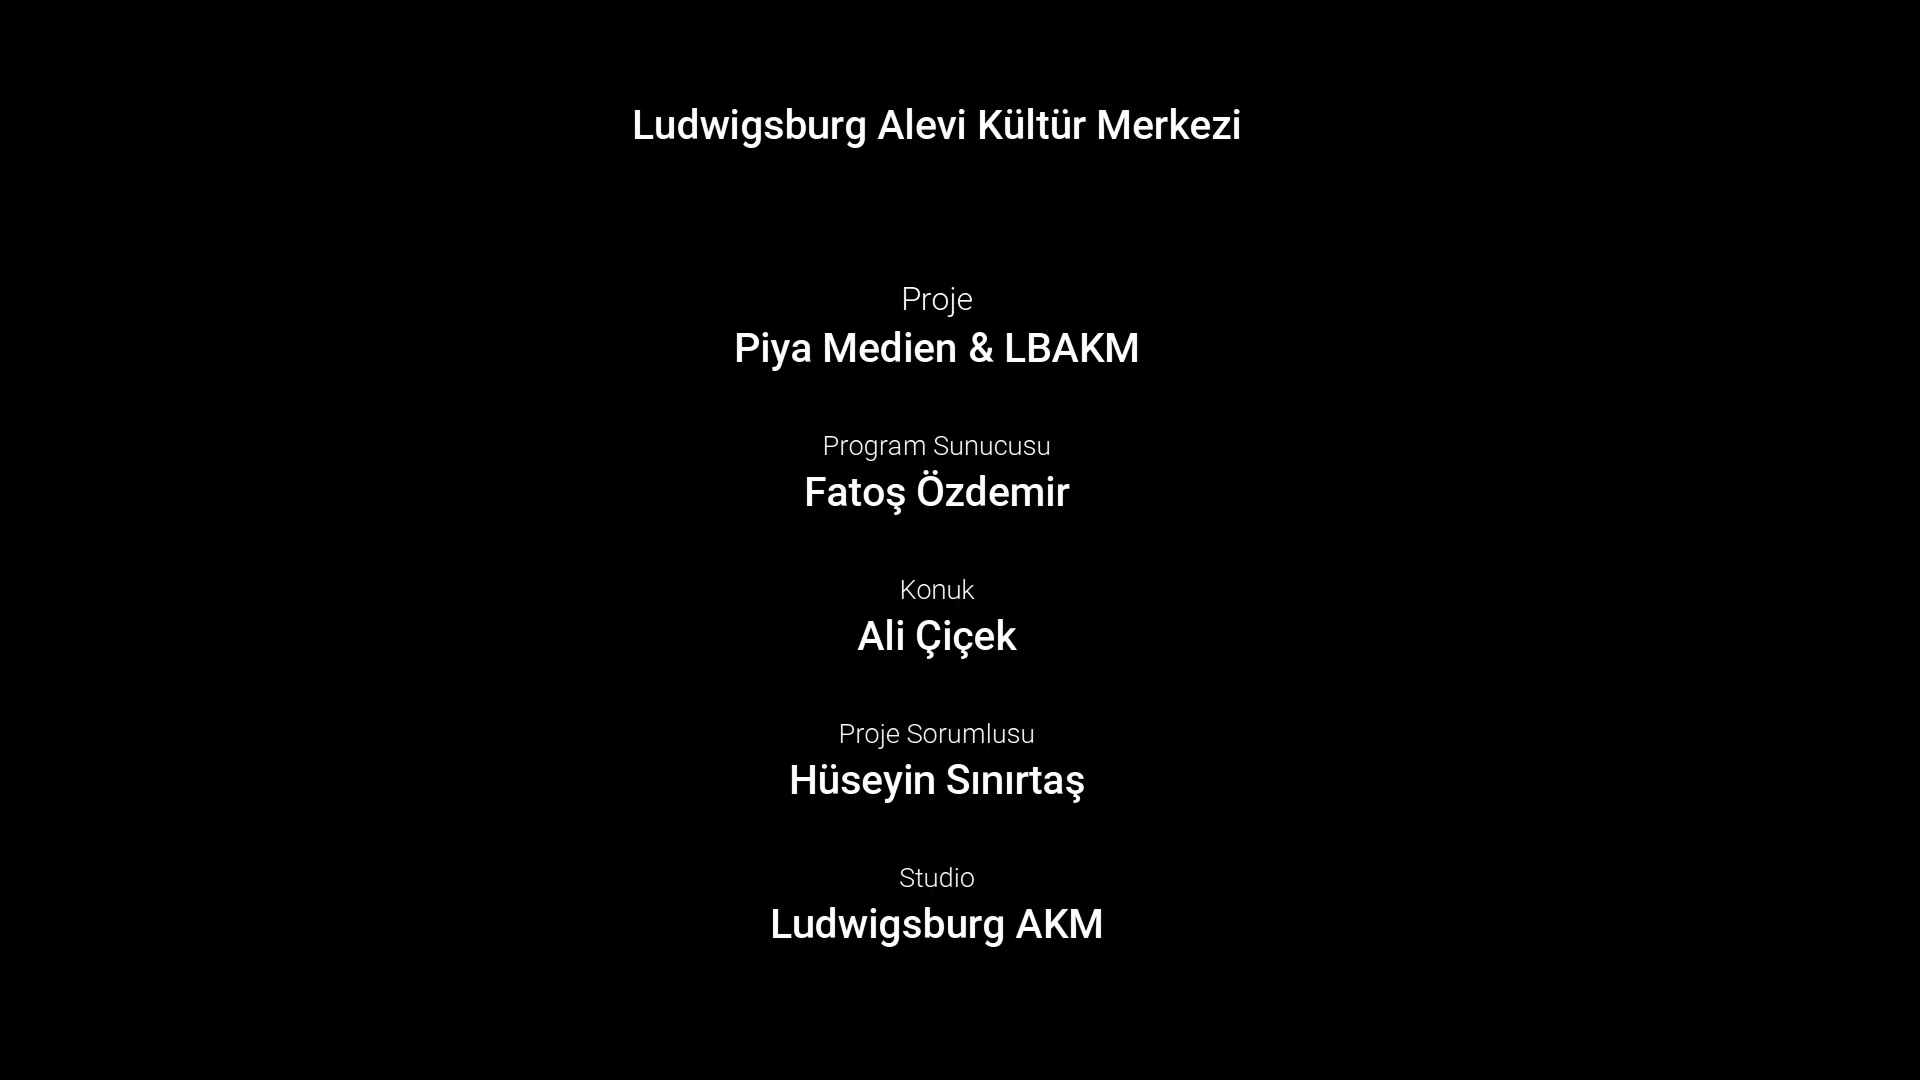 Ludwigsburg Alevi Kültür Merkezi
Proje
Piya Medien & LBAKM
Program Sunucusu
Fatoş Özdemir
Konuk
Ali Çiçek
Proje Sorumlusu
Hüseyin Sınırtaş
Studio
Ludwigsburg AKM